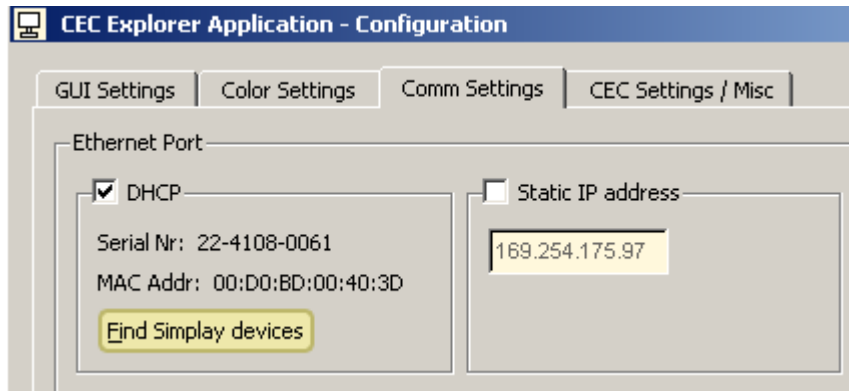 CEC Explorer Application - Configuration
GUI Settings
Color Settings
Comm Settings
CEC Settings / Misc
Ethernet Port
DHCP
Serial Nr: 22-4108-0061
MAC Addr: 00:D0:BD:00:40:3D
Find Simplay devices
Static IP address
169.254.175.97